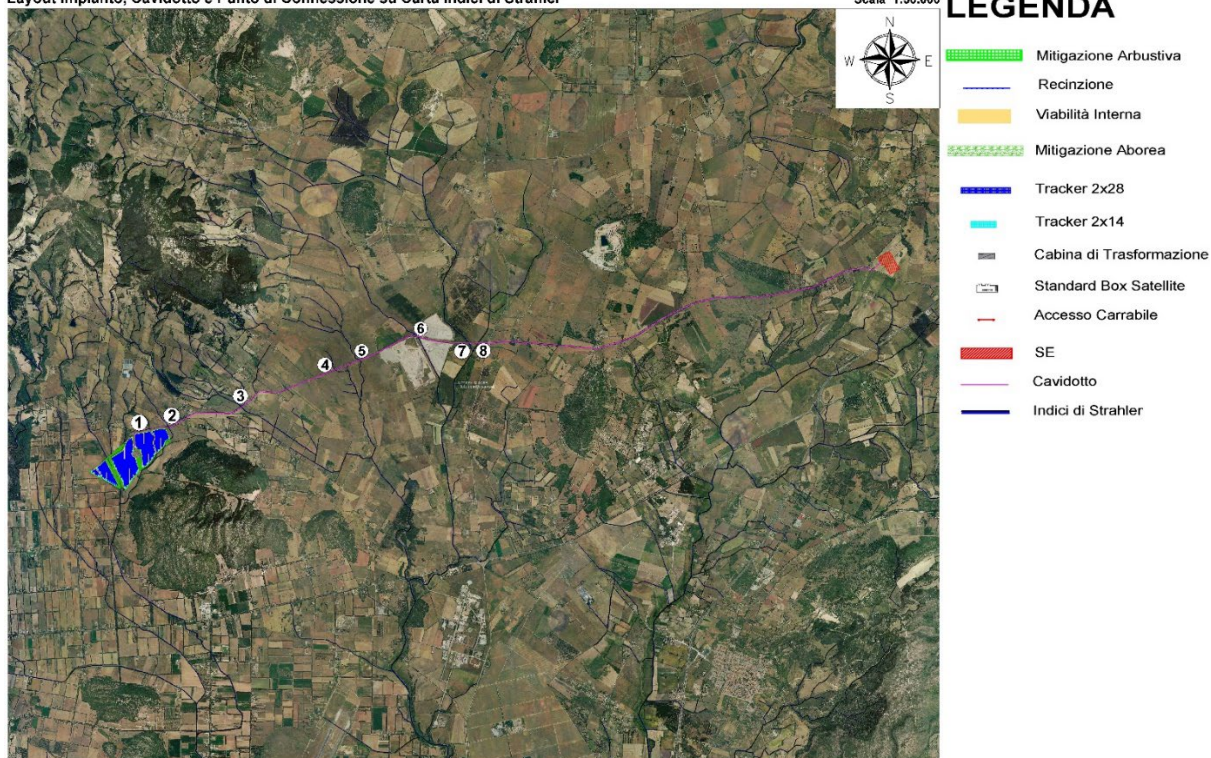 Layout Impianto, Cavidotto e Punto di Connessione su Carta Indici di Strahler
Scala 1:50.000
LEGENDA
N
W
E
S
Mitigazione Arbustiva
Recinzione
Viabilità Interna
Mitigazione Aborea
Tracker 2x28
Tracker 2x14
Cabina di Trasformazione
Standard Box Satellite
Accesso Carrabile
SE
Cavidotto
Indici di Strahler
1
2
3
4
5
6
7
8